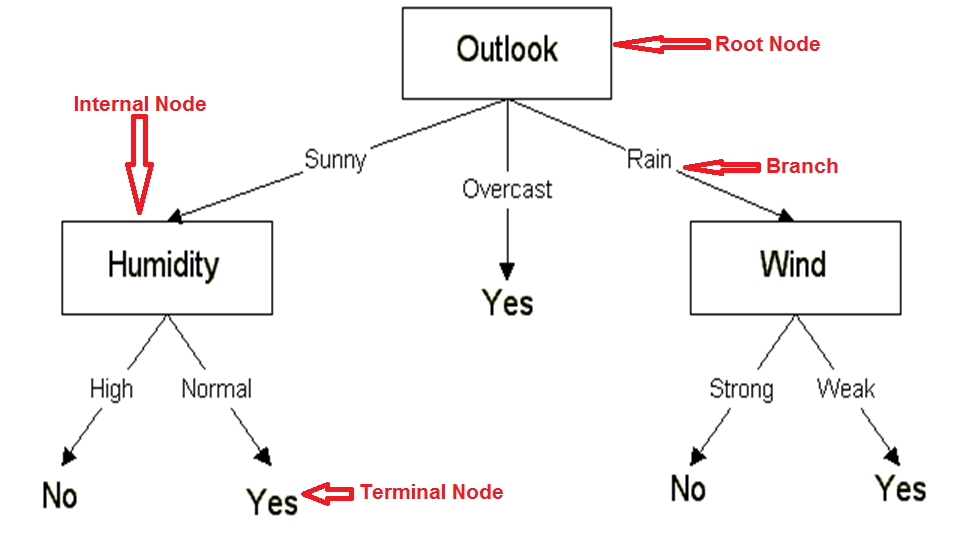 Outlook
Root Node
Internal Node
Sunny
Rain
Branch
Overcast
Humidity
Wind
Yes
High
Normal
Strong
Weak
No
Yes
Terminal Node
No
Yes